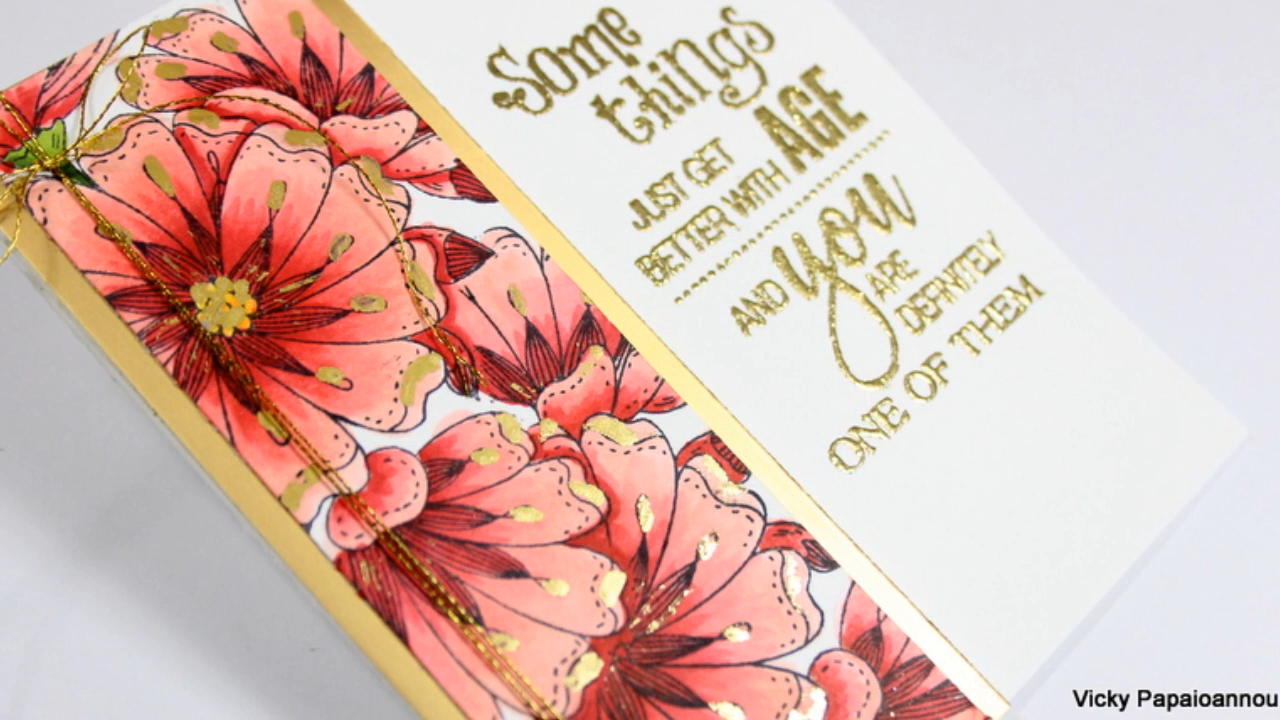 Some
things
JUST GET
BETTER WITH AGE
AND you ARE
DEFINITELY
ONE OF THEM
Vicky Papaioannou